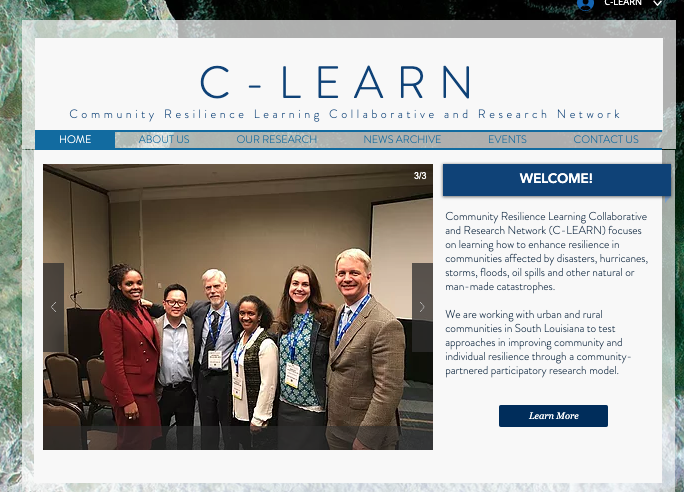 C-LEARN
C-LEARN
Community Resilience Learning Collaborative and Research Network
HOME
ABOUT US
OUR RESEARCH
NEWS ARCHIVE
EVENTS
CONTACT US
3/3
WELCOME!
Community Resilience Learning Collaborative
and Research Network (C-LEARN) focuses
on learning how to enhance resilience in
communities affected by disasters, hurricanes,
storms, floods, oil spills and other natural or
man-made catastrophes.
We are working with urban and rural
communities in South Louisiana to test
approaches in improving community and
individual resilience through a community-
partnered participatory research model.
Learn More